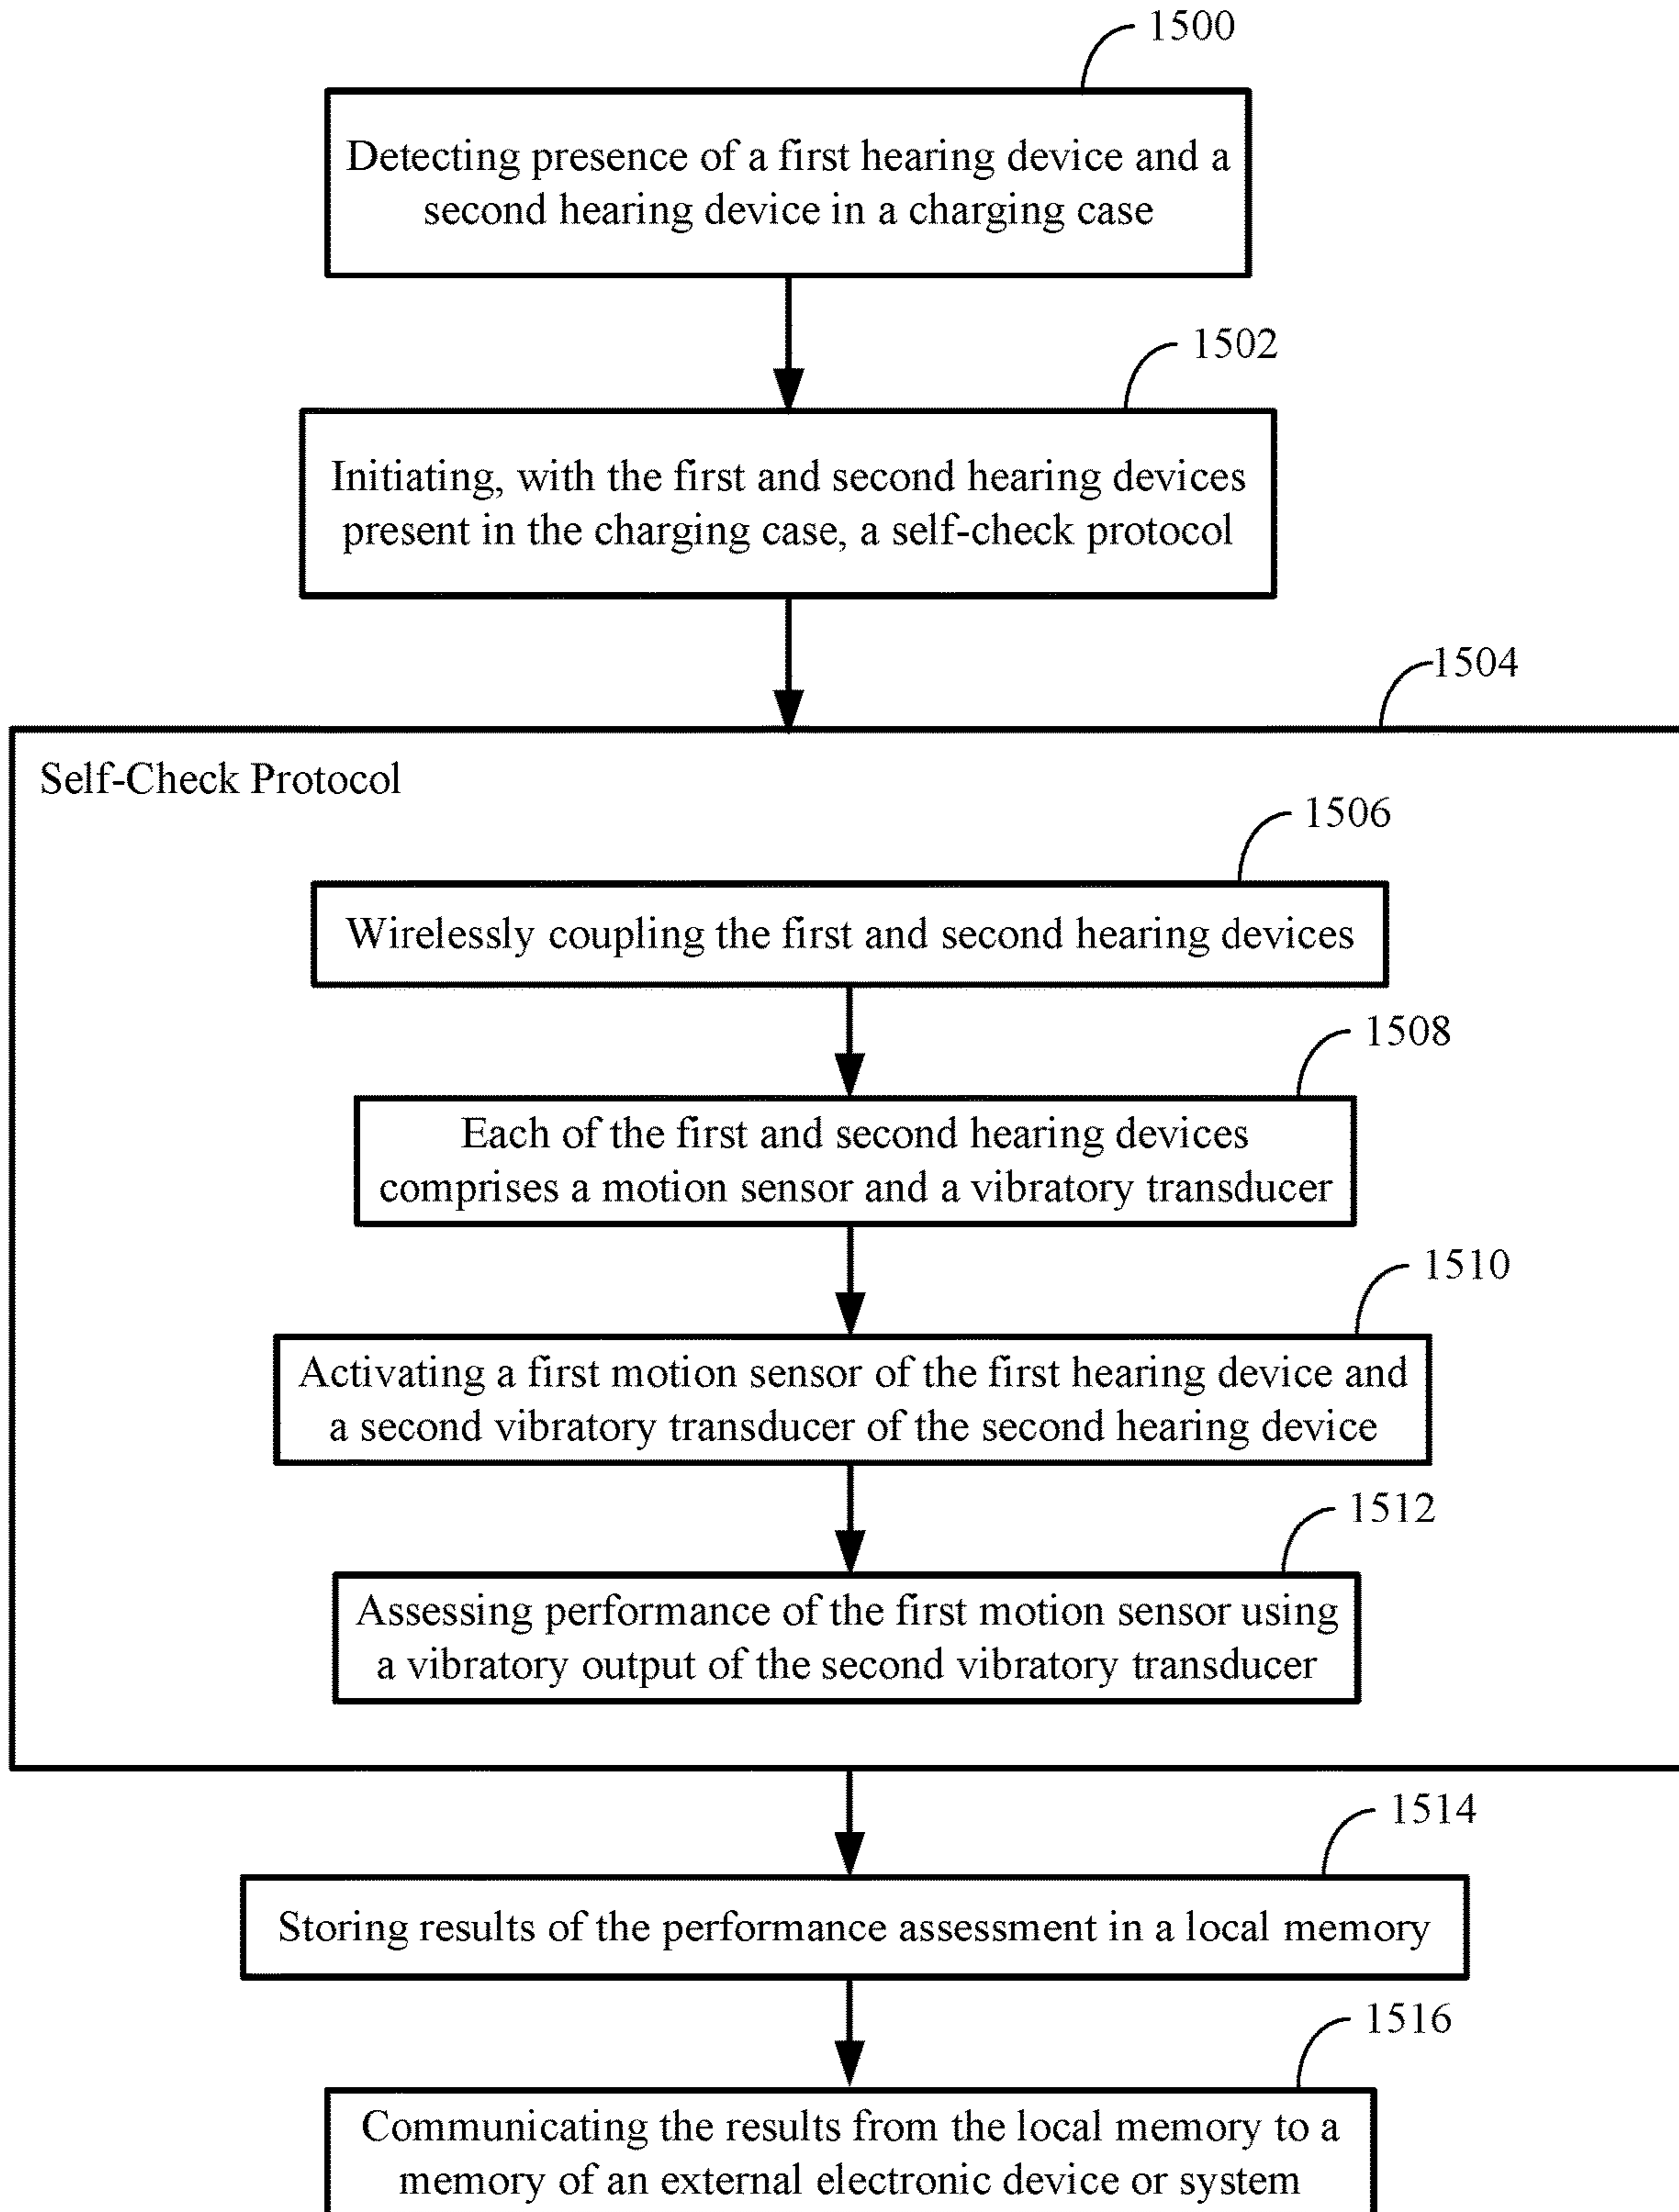 1500
Detecting presence of a first hearing device and a
second hearing device in a charging case
1502
Initiating, with the first and second hearing devices
present in the charging case, a self-check protocol
1504
Self-Check Protocol
1506
Wirelessly coupling the first and second hearing devices
1508
Each of the first and second hearing devices
comprises a motion sensor and a vibratory transducer
1510
Activating a first motion sensor of the first hearing device and
a second vibratory transducer of the second hearing device
1512
Assessing performance of the first motion sensor using
a vibratory output of the second vibratory transducer
1514
Storing results of the performance assessment in a local memory
1516
Communicating the results from the local memory to a
memory of an external electronic device or system